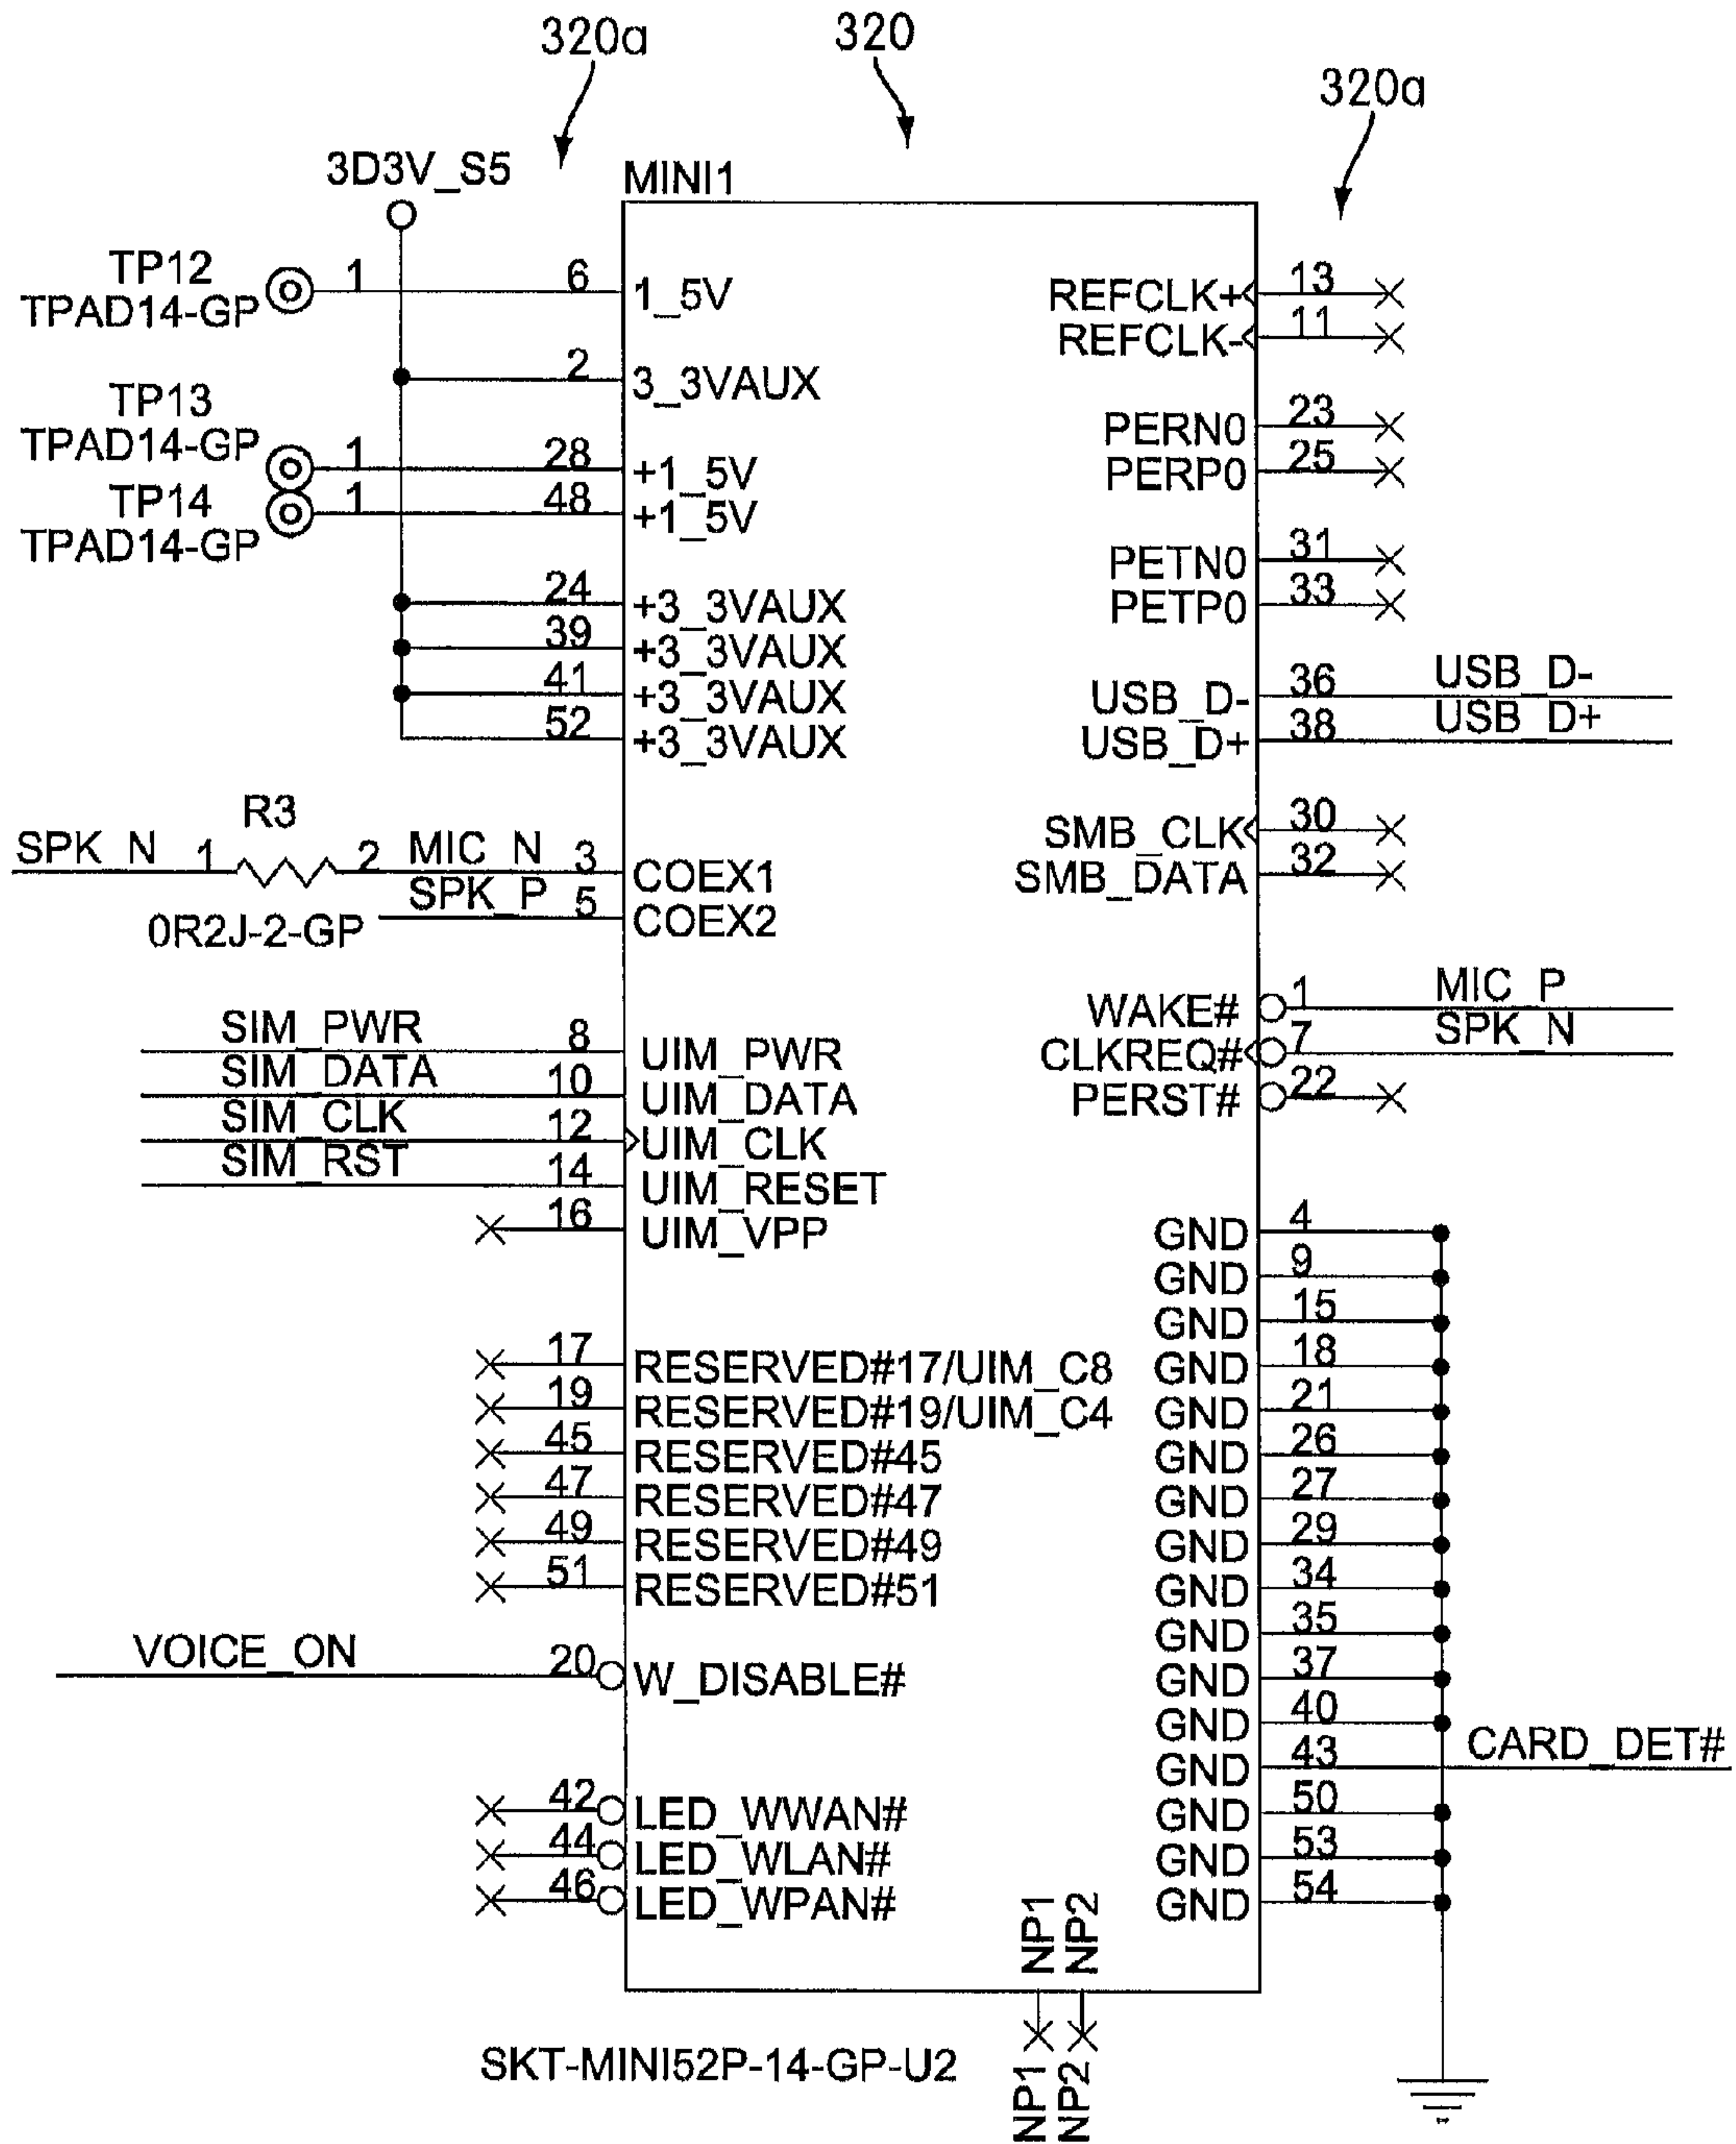 320a
320
320a
3D3V_S5
MINI1
TP12
TPAD14-GP
1
6
1_5V
2
3_3VAUX
TP13
TPAD14-GP
1
28
+1_5V
TP14
TPAD14-GP
1
48
+1_5V
24
+3_3VAUX
39
+3_3VAUX
41
+3_3VAUX
52
+3_3VAUX
R3
SPK_N
1
2
MIC_N
3
COEX1
0R2J-2-GP
SPK_P
5
COEX2
SIM_PWR
8
UIM_PWR
SIM_DATA
10
UIM_DATA
SIM_CLK
12
UIM_CLK
SIM_RST
14
UIM_RESET
16
UIM_VPP
17
RESERVED#17/UIM_C8
19
RESERVED#19/UIM_C4
45
RESERVED#45
47
RESERVED#47
49
RESERVED#49
51
RESERVED#51
VOICE_ON
20
W_DISABLE#
42
LED_WWAN#
44
LED_WLAN#
46
LED_WPAN#
REFCLK+
13
REFCLK-
11
PERN0
23
PERP0
25
PETN0
31
PETP0
33
USB_D-
36
USB_D-
USB_D+
38
USB_D+
SMB_CLK
30
SMB_DATA
32
WAKE#
1
MIC_P
CLKREQ#
7
SPK_N
PERST#
22
GND
4
GND
9
GND
15
GND
18
GND
21
GND
26
GND
27
GND
29
GND
34
GND
35
GND
37
GND
40
GND
43
CARD_DET#
GND
50
GND
53
GND
54
NP1
NP2
NP1
NP2
SKT-MINI52P-14-GP-U2